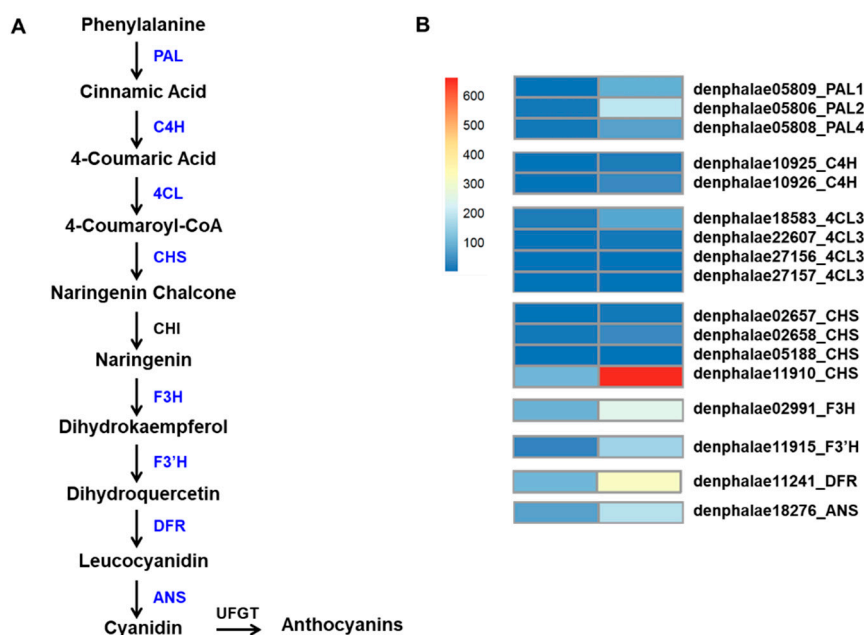 A
Phenylalanine
PAL
Cinnamic Acid
C4H
4-Coumaric Acid
4CL
4-Coumaroyl-CoA
CHS
Naringenin Chalcone
CHI
Naringenin
F3H
Dihydrokaempferol
F3'H
Dihydroquercetin
DFR
Leucocyanidin
ANS
Cyanidin UFGT Anthocyanins
B
600
500
400
300
200
100
denphalae05809_PAL1
denphalae05806_PAL2
denphalae05808_PAL4
denphalae10925_C4H
denphalae10926_C4H
denphalae18583_4CL3
denphalae22607_4CL3
denphalae27156_4CL3
denphalae27157_4CL3
denphalae02657_CHS
denphalae02658_CHS
denphalae05188_CHS
denphalae11910_CHS
denphalae02991_F3H
denphalae11915_F3’H
denphalae11241_DFR
denphalae18276_ANS